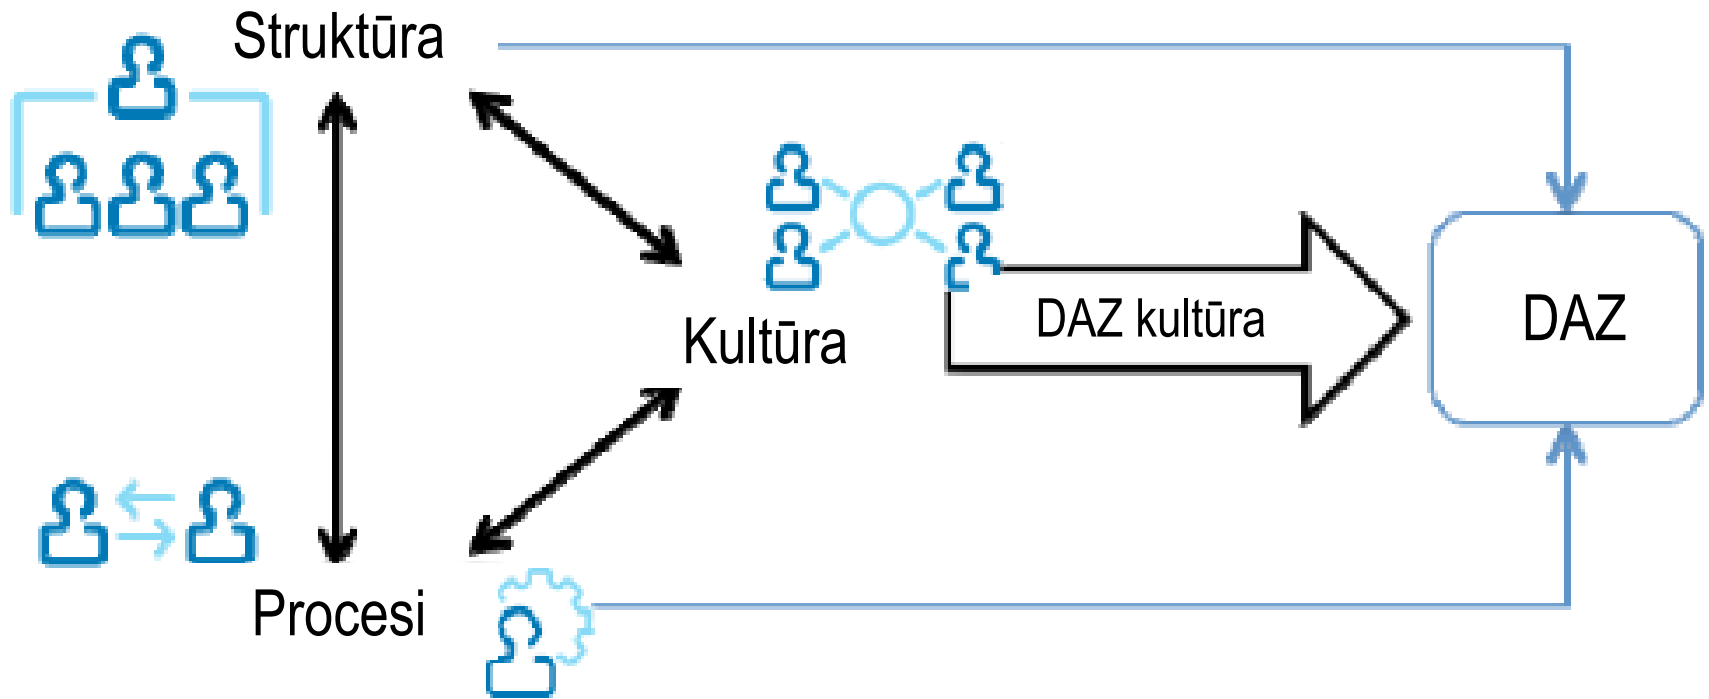 Struktūra
Kultūra
DAZ kultūra
DAZ
Procesi